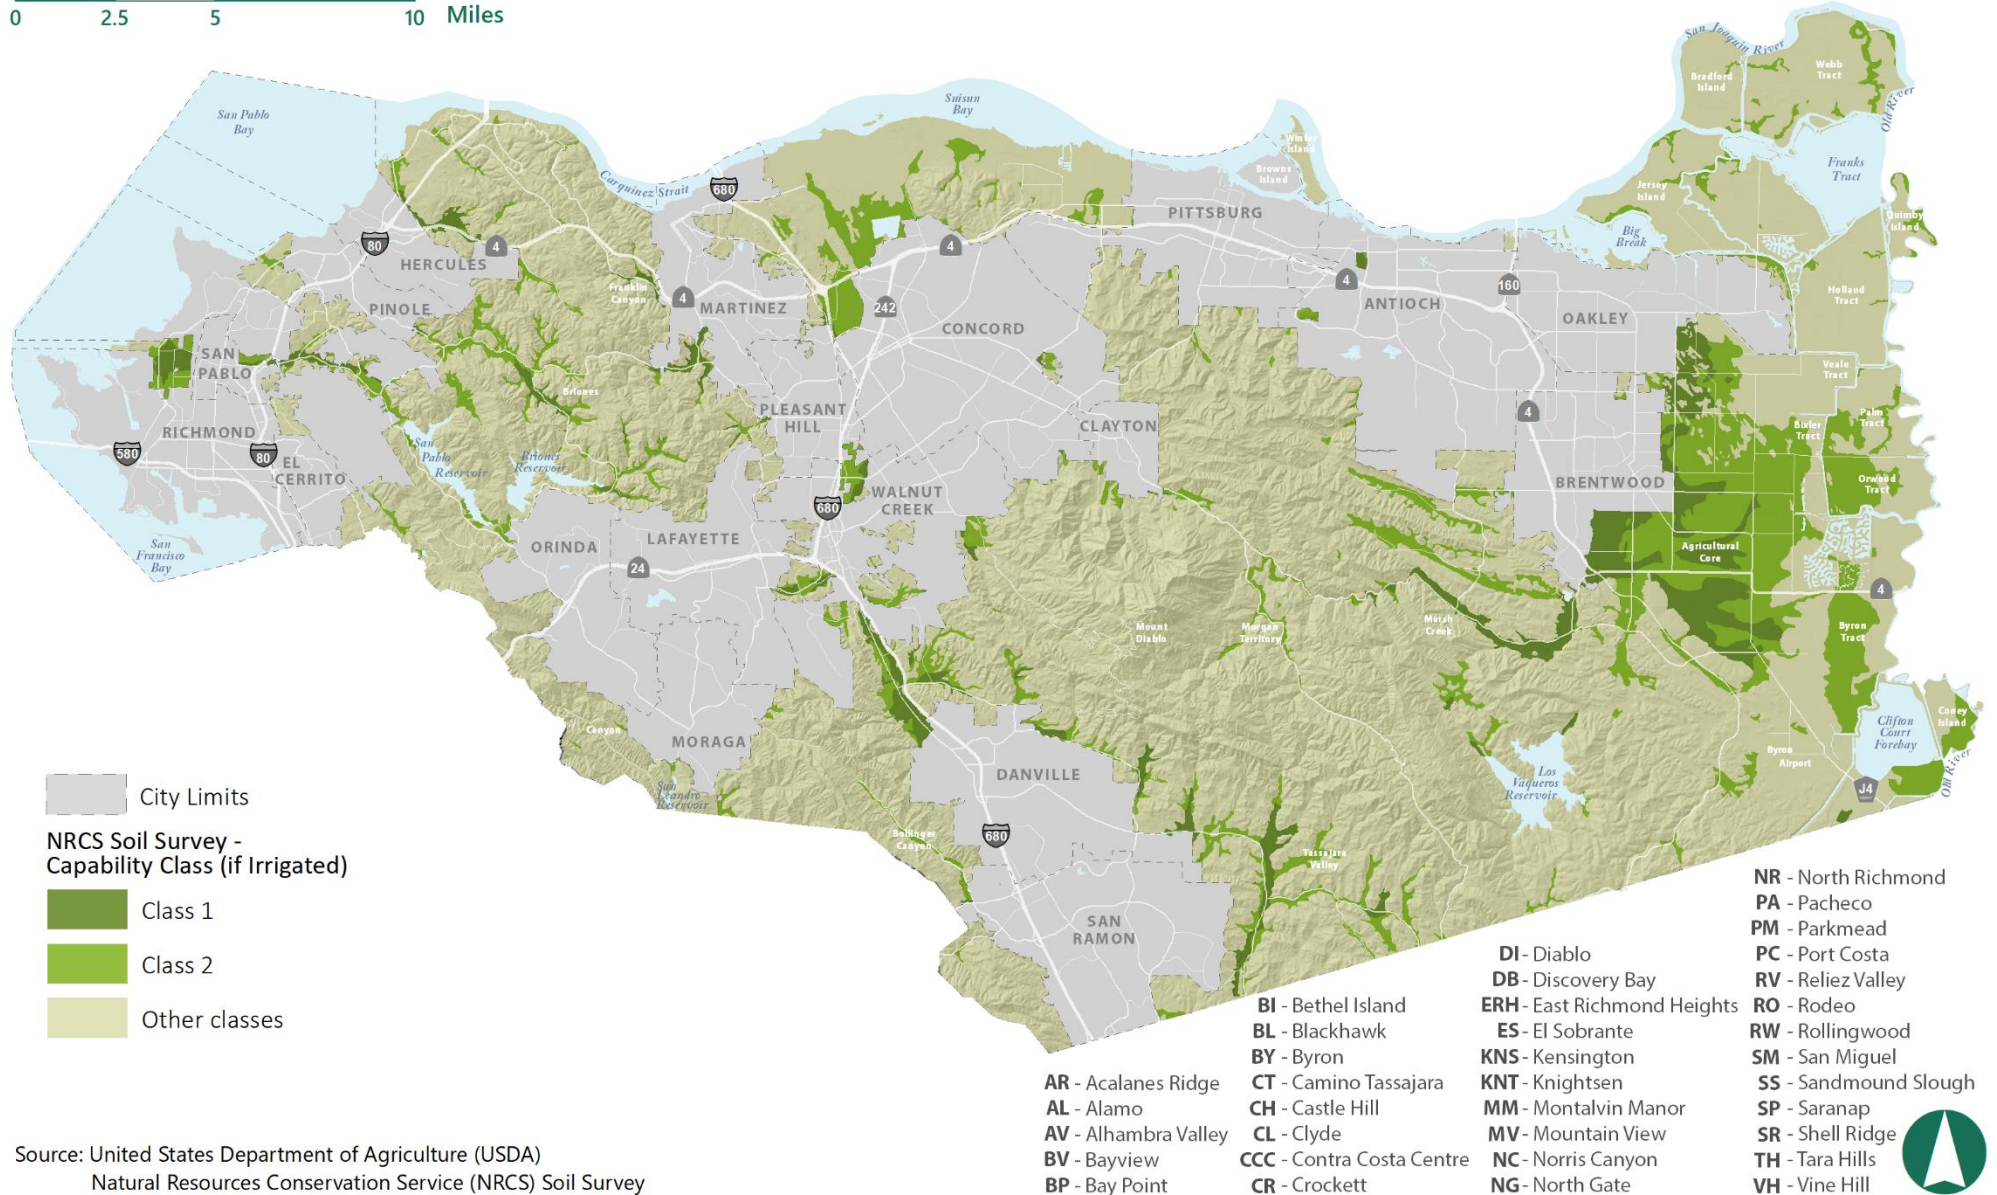 0 2.5 5 10 Miles
San Joaquin River
Bradford
Island
Webb
Tract
Old River
San Pablo
Bay
Suisun
Bay
Winter
Island
Browns
Island
Franks
Tract
Carquinez Strait
680
Jersey
Island
Quimby
Island
PITTSBURG
Big
Break
80
4
4
HERCULES
Franklin
Canyon
4
MARTINEZ
242
4
ANTIOCH
160
Holland
Tract
PINOLE
CONCORD
OAKLEY
SAN
PABLO
Veale
Tract
Briones
PLEASANT
HILL
CLAYTON
4
Palm
Tract
Bixler
Tract
RICHMOND
580
80
EL
CERRITO
San
Pablo
Reservoir
Briones
Reservoir
680
WALNUT
CREEK
BRENTWOOD
Orwood
Tract
San
Francisco
Bay
ORINDA
LAFAYETTE
24
Agricultural
Core
4
Mount
Diablo
Morgan
Territory
Marsh
Creek
Byron
Tract
Canyon
MORAGA
Clifton
Court
Forebay
Coney
Island
Byron
Airport
San
Leandro
Reservoir
DANVILLE
Los
Vaqueros
Reservoir
J4
Old River
680
Bollinger
Canyon
Tassajara
Valley
SAN
RAMON
City Limits
NRCS Soil Survey -
Capability Class (if Irrigated)
Class 1
Class 2
Other classes
AR - Acalanes Ridge
AL - Alamo
AV - Alhambra Valley
BV - Bayview
BP - Bay Point
BI - Bethel Island
BL - Blackhawk
BY - Byron
CT - Camino Tassajara
CH - Castle Hill
CL - Clyde
CCC - Contra Costa Centre
CR - Crockett
DI - Diablo
DB - Discovery Bay
ERH - East Richmond Heights
ES - El Sobrante
KNS - Kensington
KNT - Knightsen
MM - Montalvin Manor
MV - Mountain View
NC - Norris Canyon
NG - North Gate
NR - North Richmond
PA - Pacheco
PM - Parkmead
PC - Port Costa
RV - Reliez Valley
RO - Rodeo
RW - Rollingwood
SM - San Miguel
SS - Sandmound Slough
SP - Saranap
SR - Shell Ridge
TH - Tara Hills
VH - Vine Hill
Source: United States Department of Agriculture (USDA)
Natural Resources Conservation Service (NRCS) Soil Survey